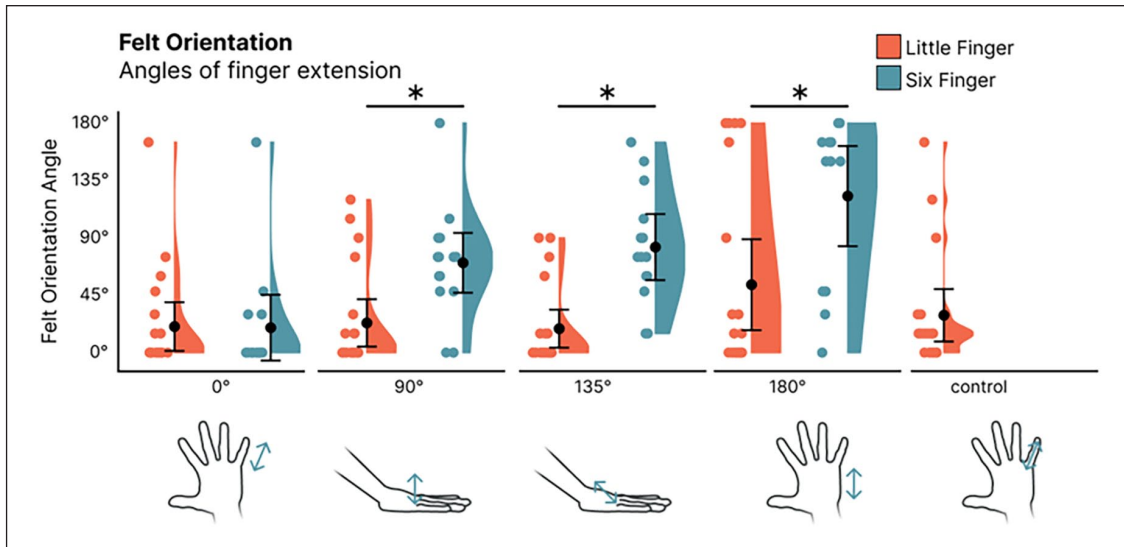 Felt Orientation
Angles of finger extension
Little Finger
Six Finger
* * *
Felt Orientation Angle
180°
135°
90°
45°
0°
0° 90° 135° 180° control